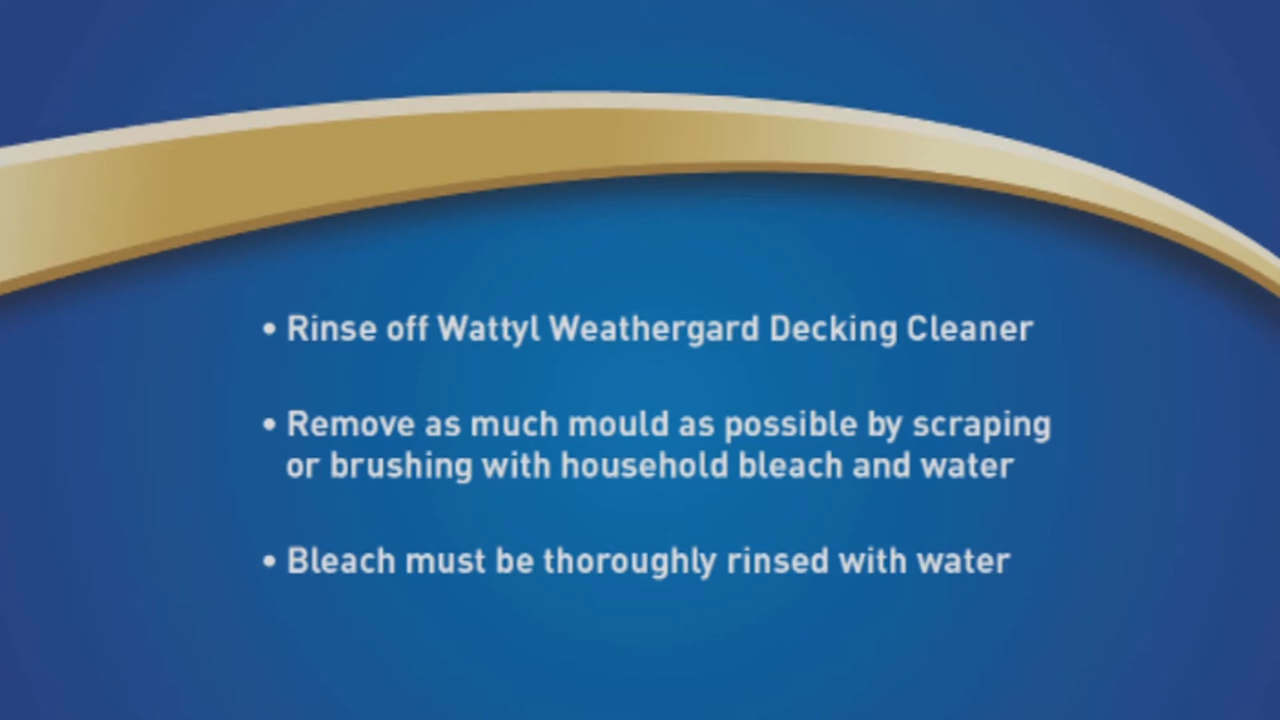 • Rinse off Wattyl Weathergard Decking Cleaner
• Remove as much mould as possible by scraping
or brushing with household bleach and water
• Bleach must be thoroughly rinsed with water